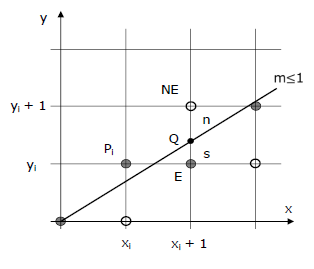 y
m≤1
NE
yᵢ + 1
n
Q
Pᵢ
s
yᵢ
E
x
xᵢ
xᵢ + 1